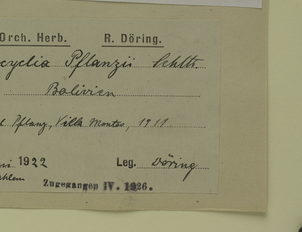 Orch. Herb. R. Döring.
cyclia Pflanzii Schltr.
Bolivien
Pflanz, Villa Montes, 1911
1922 Leg. Döring
Zugegangen IV. 1926.